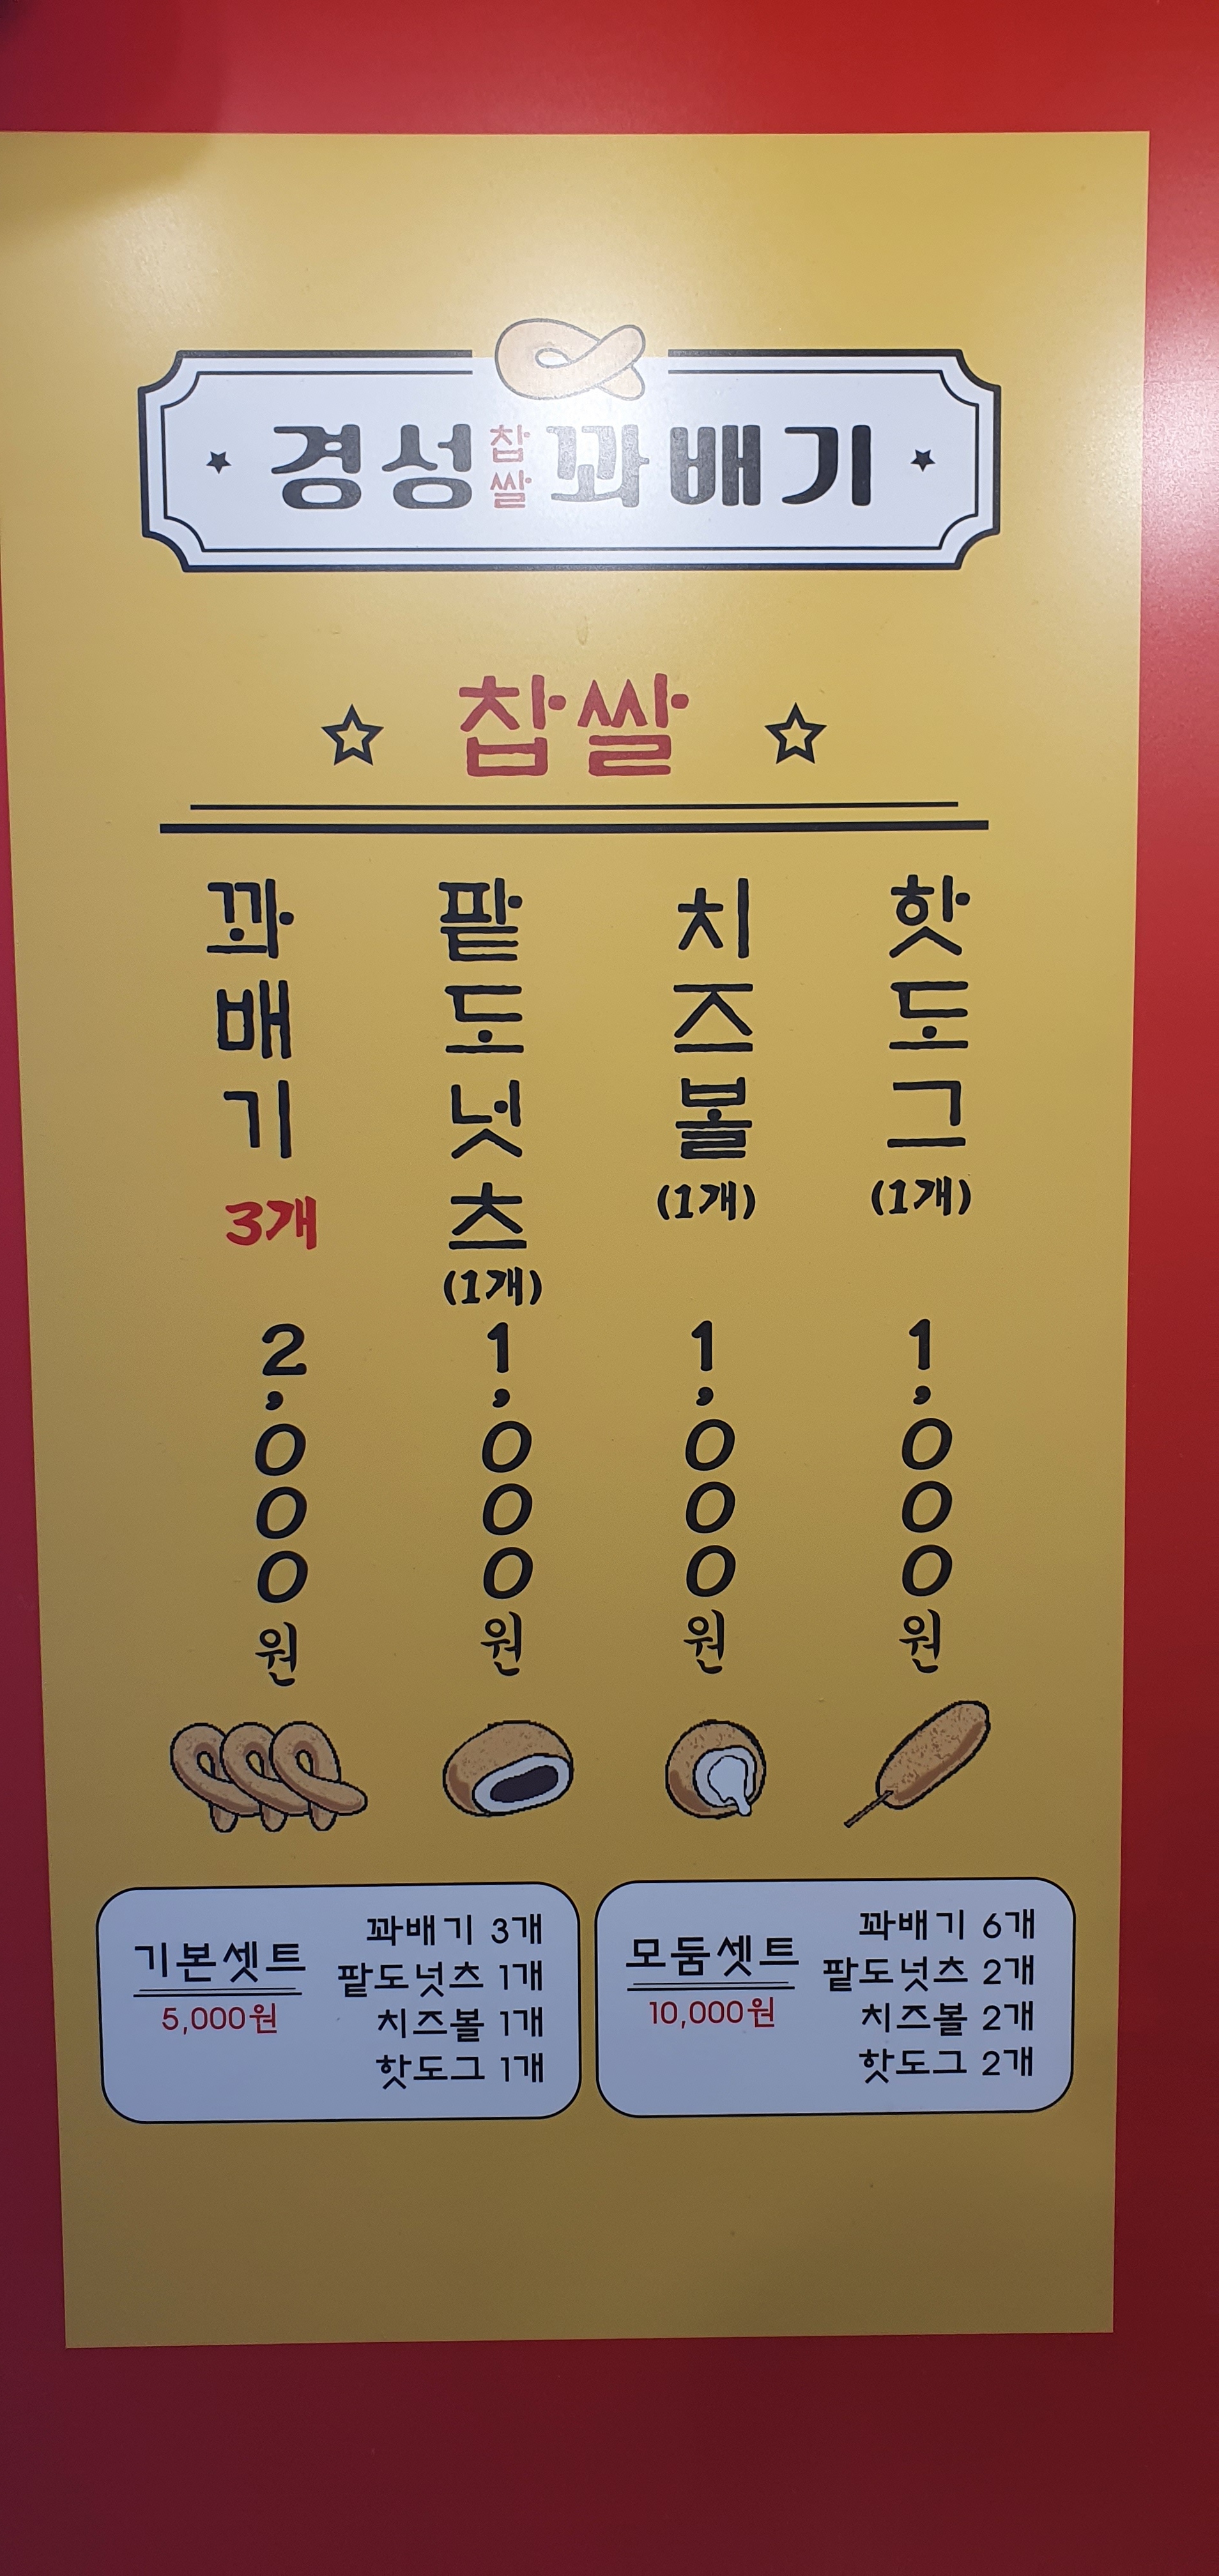 경성찹쌀꽈배기
찹쌀
꽈배기
3개
2,000원
팥도넛츠
(1개)
1,000원
치즈볼
(1개)
1,000원
핫도그
(1개)
1,000원
기본셋트
5,000원
꽈배기 3개
팥도넛츠 1개
치즈볼 1개
핫도그 1개
모둠셋트
10,000원
꽈배기 6개
팥도넛츠 2개
치즈볼 2개
핫도그 2개